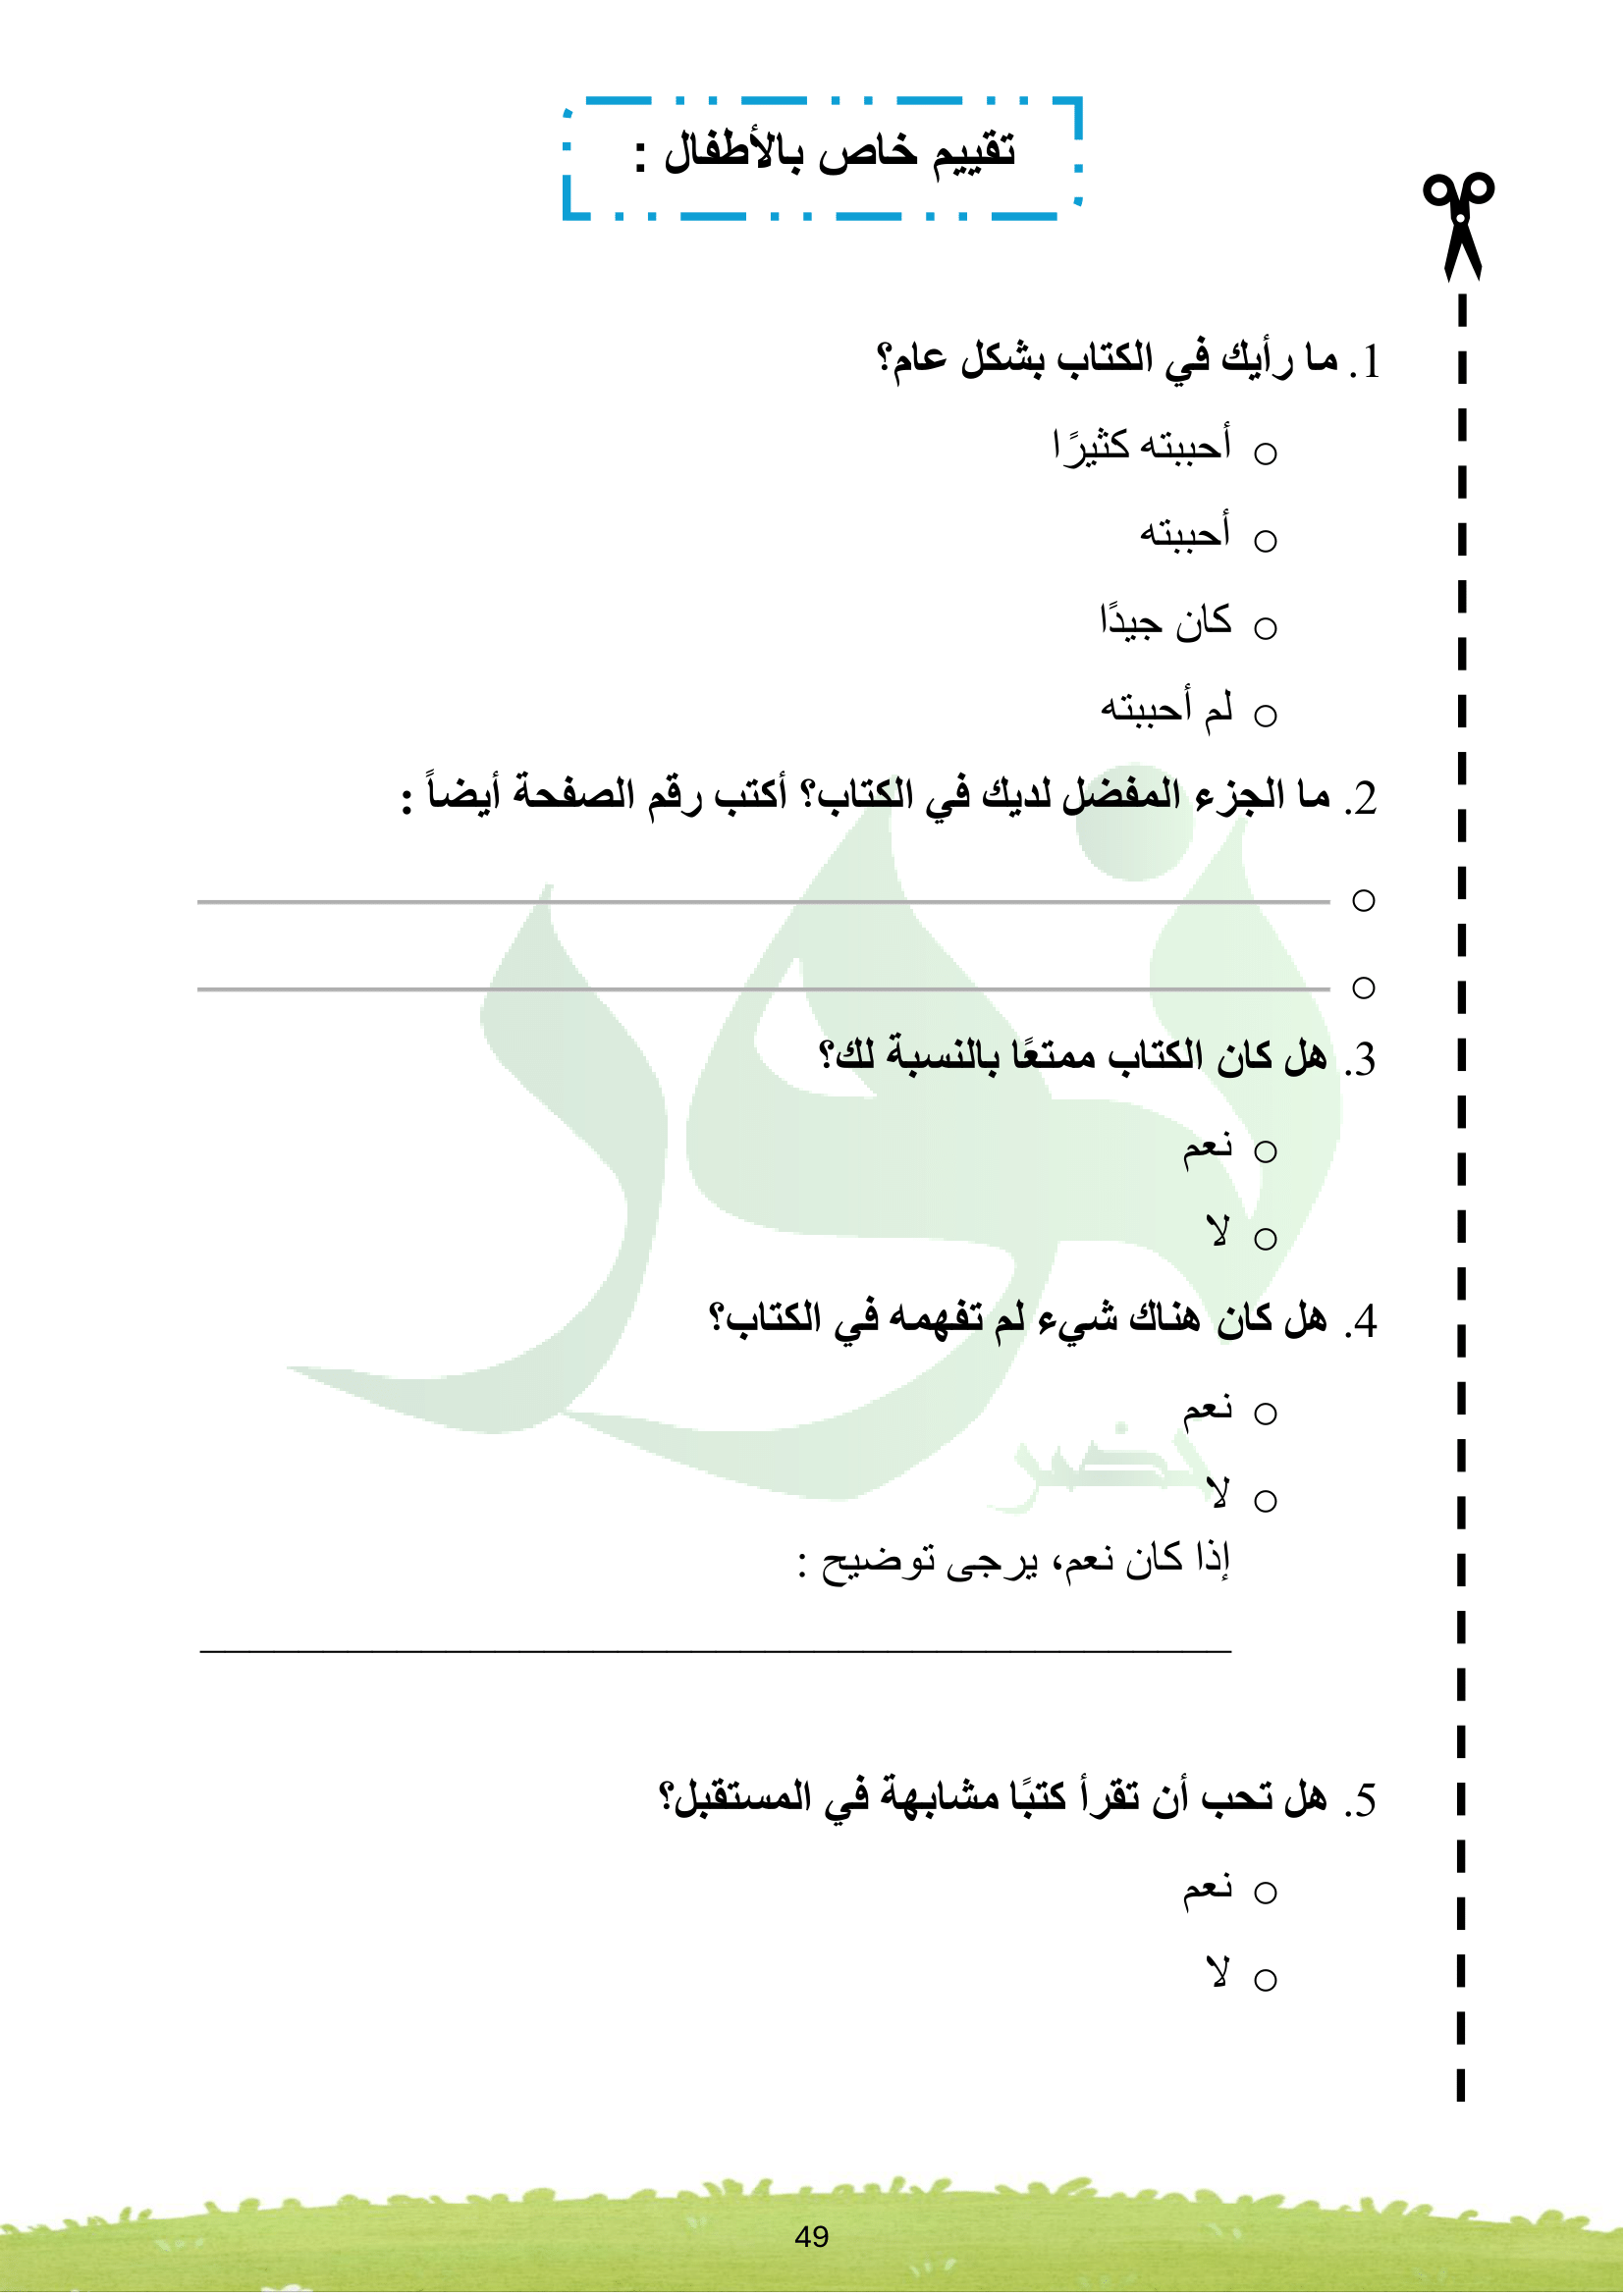 تقييم خاص بالأطفال :
1. ما رأيك في الكتاب بشكل عام؟
○ أحببته كثيرًا
○ أحببته
○ كان جيدًا
○ لم أحببته
2. ما الجزء المفضل لديك في الكتاب؟ أكتب رقم الصفحة أيضاً :
3. هل كان الكتاب ممتعًا بالنسبة لك؟
○ نعم
○ لا
4. هل كان هناك شيء لم تفهمه في الكتاب؟
○ نعم
○ لا
إذا كان نعم، يرجى توضيح :
5. هل تحب أن تقرأ كتبًا مشابهة في المستقبل؟
○ نعم
○ لا
49